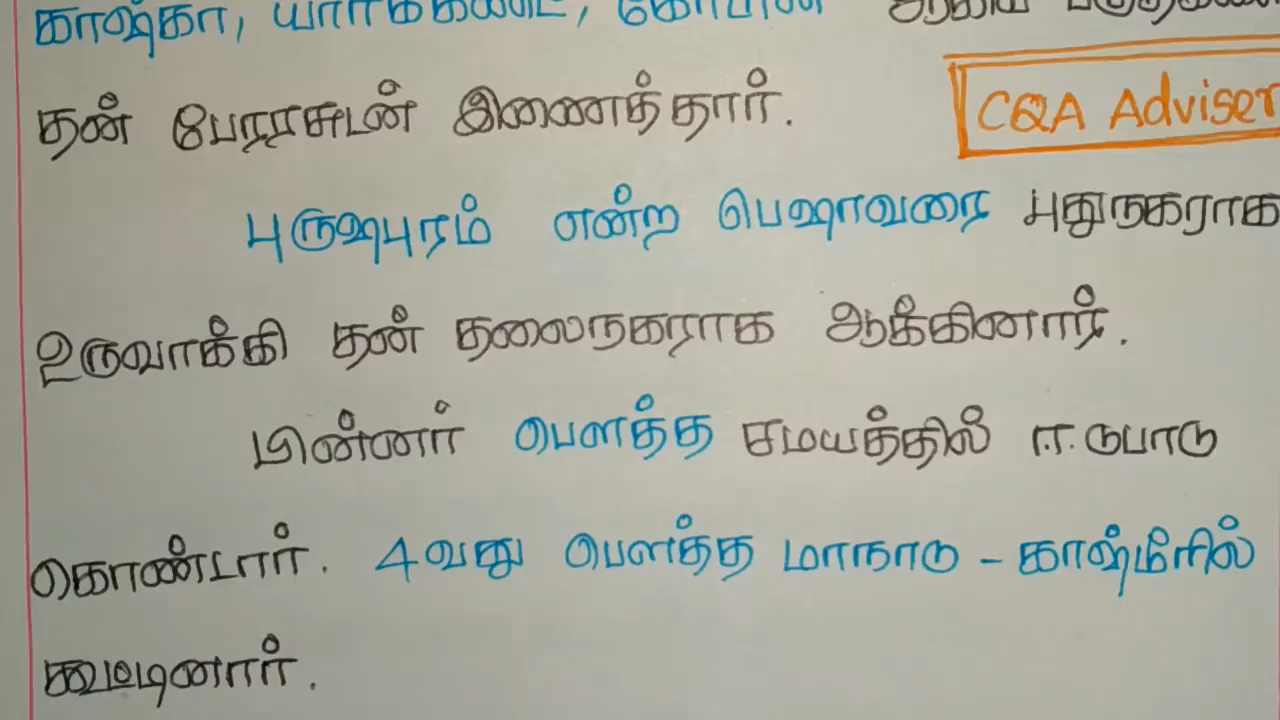 காஷ்கா, யார்க்கண்ட், கோட்டான் ஆகிய பகுதிகளை
தன் பேரரசுடன் இணைத்தார்.
CQA Adviser
புருஷபுரம் என்ற பெஷாவரை புதுநகராக
உருவாக்கி தன் தலைநகராக ஆக்கினார்.
பின்னர் பௌத்த சமயத்தில் ஈடுபாடு
கொண்டார். 4வது பௌத்த மாநாடு - காஷ்மீரில்
கூட்டினார்.